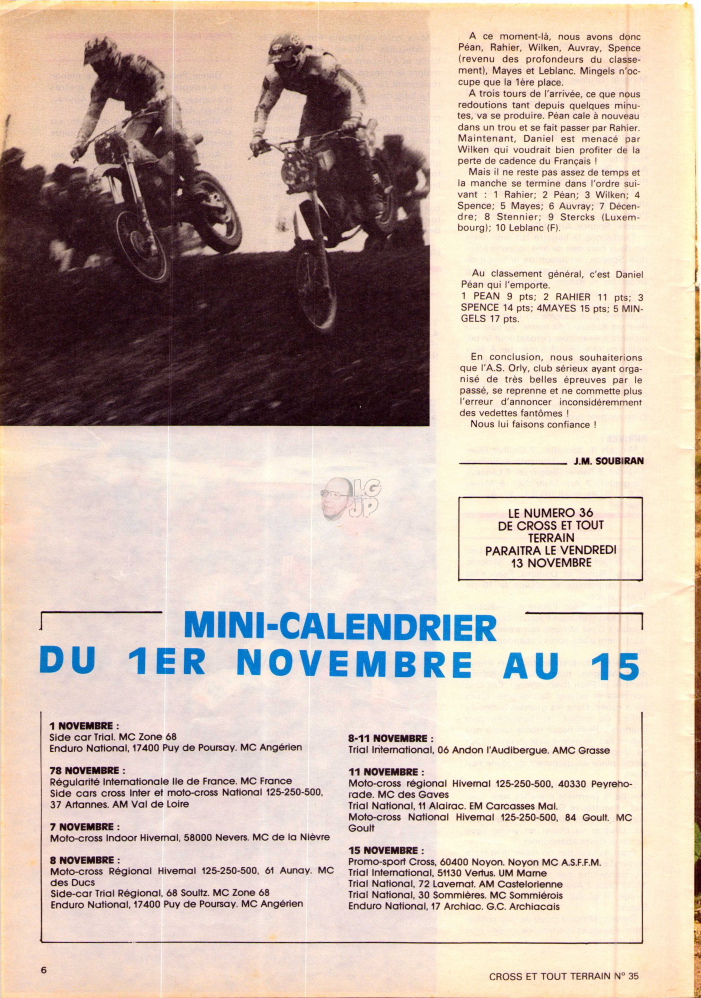 A ce moment-là, nous avons donc
Péan, Rahier, Wilken, Auvray, Spence
(revenu des profondeurs du classe-
ment), Mayes et Leblanc. Mingels n'oc-
cupe que la 1ère place.
A trois tours de l'arrivée, ce que nous
redoutions tant depuis quelques minu-
tes, va se produire. Péan cale à nouveau
dans un trou et se fait passer par Rahier.
Maintenant, Daniel est menacé par
Wilken qui voudrait bien profiter de la
perte de cadence du Français !
Mais il ne reste pas assez de temps et
la manche se termine dans l'ordre sui-
vant : 1 Rahier; 2 Péan; 3 Wilken; 4
Spence; 5 Mayes; 6 Auvray; 7 Décen-
dre; 8 Stennier; 9 Stercks (Luxem-
bourg); 10 Leblanc (F).
Au classement général, c'est Daniel
Péan qui l'emporte.
1 PEAN 9 pts; 2 RAHIER 11 pts; 3
SPENCE 14 pts; 4MAYES 15 pts; 5 MIN-
GELS 17 pts.
En conclusion, nous souhaiterions
que l'A.S. Orly, club sérieux ayant orga-
nisé de très belles épreuves par le
passé, se reprenne et ne commette plus
l'erreur d'annoncer inconsidéremment
des vedettes fantômes !
Nous lui faisons confiance !
J.M. SOUBIRAN
LG
JP
LE NUMERO 36
DE CROSS ET TOUT
TERRAIN
PARAITRA LE VENDREDI
13 NOVEMBRE
MINI-CALENDRIER
DU 1ER NOVEMBRE AU 15
1 NOVEMBRE :
Side car Trial. MC Zone 68
Enduro National, 17400 Puy de Poursay. MC Angérien
78 NOVEMBRE :
Régularité Internationale Ile de France. MC France
Side cars cross Inter et moto-cross National 125-250-500,
37 Artannes. AM Val de Loire
7 NOVEMBRE :
Moto-cross Indoor Hivernal, 58000 Nevers. MC de la Nièvre
8 NOVEMBRE :
Moto-cross Régional Hivernal 125-250-500, 61 Aunay. MC
des Ducs
Side-car Trial Régional, 68 Soultz. MC Zone 68
Enduro National, 17400 Puy de Poursay. MC Angérien
8-11 NOVEMBRE :
Trial International, 06 Andon l'Audibergue. AMC Grasse
11 NOVEMBRE :
Moto-cross régional Hivernal 125-250-500, 40330 Peyreho-
rade. MC des Gaves
Trial National, 11 Alairac. EM Carcasses Mal.
Moto-cross National Hivernal 125-250-500, 84 Goult. MC
Goult
15 NOVEMBRE :
Promo-sport Cross, 60400 Noyon. Noyon MC A.S.F.F.M.
Trial International, 51130 Vertus. UM Marne
Trial National, 72 Lavernat. AM Castelorienne
Trial National, 30 Sommières. MC Sommiérois
Enduro National, 17 Archiac. G.C. Archiacais
6
CROSS ET TOUT TERRAIN N° 35